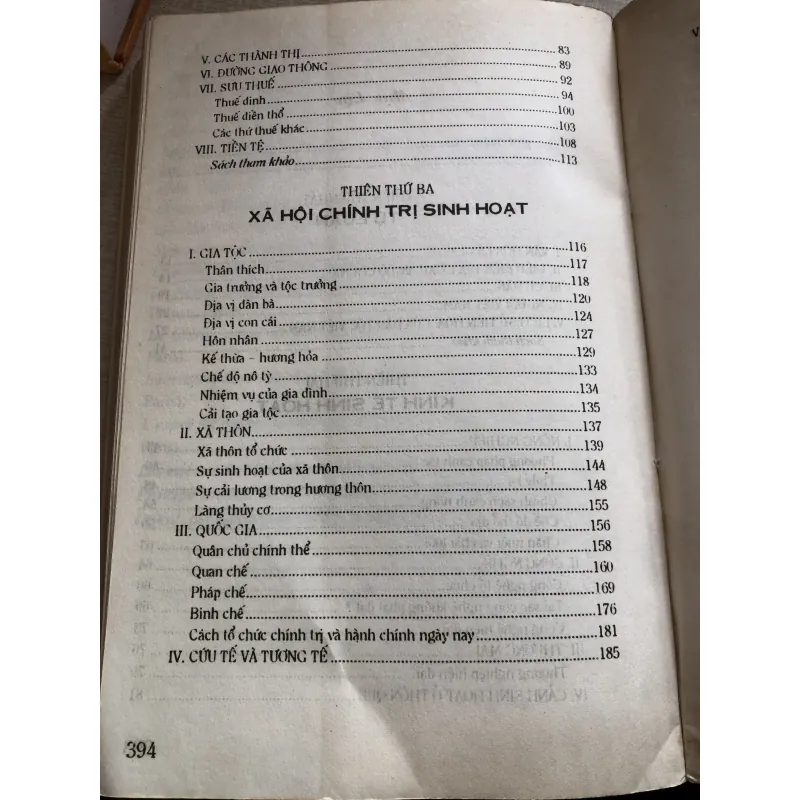 V. CÁC THÀNH THỊ........83
VI. ĐƯỜNG GIAO THÔNG........89
VII. SƯU THUẾ........92
Thuế đinh........94
Thuế điền thổ........100
Các thứ thuế khác........103
VIII. TIỀN TỆ........108
Sách tham khảo........113
THIÊN THỨ BA
XÃ HỘI CHÍNH TRỊ SINH HOẠT
I. GIA TỘC........116
Thân thích........117
Gia trưởng và tộc trưởng........118
Địa vị đàn bà........120
Địa vị con cái........124
Hôn nhân........127
Kế thừa – hương hỏa........129
Chế độ nô tỳ........133
Nhiệm vụ của gia đình........134
Cải tạo gia tộc........135
II. XÃ THÔN........137
Xã thôn tổ chức........139
Sự sinh hoạt của xã thôn........144
Sự cải lương trong hương thôn........148
Làng thủy cơ........155
III. QUỐC GIA........156
Quân chủ chính thể........158
Quan chế........160
Pháp chế........169
Binh chế........176
Cách tổ chức chính trị và hành chính ngày nay........181
IV. CỨU TẾ VÀ TƯƠNG TẾ........185
394